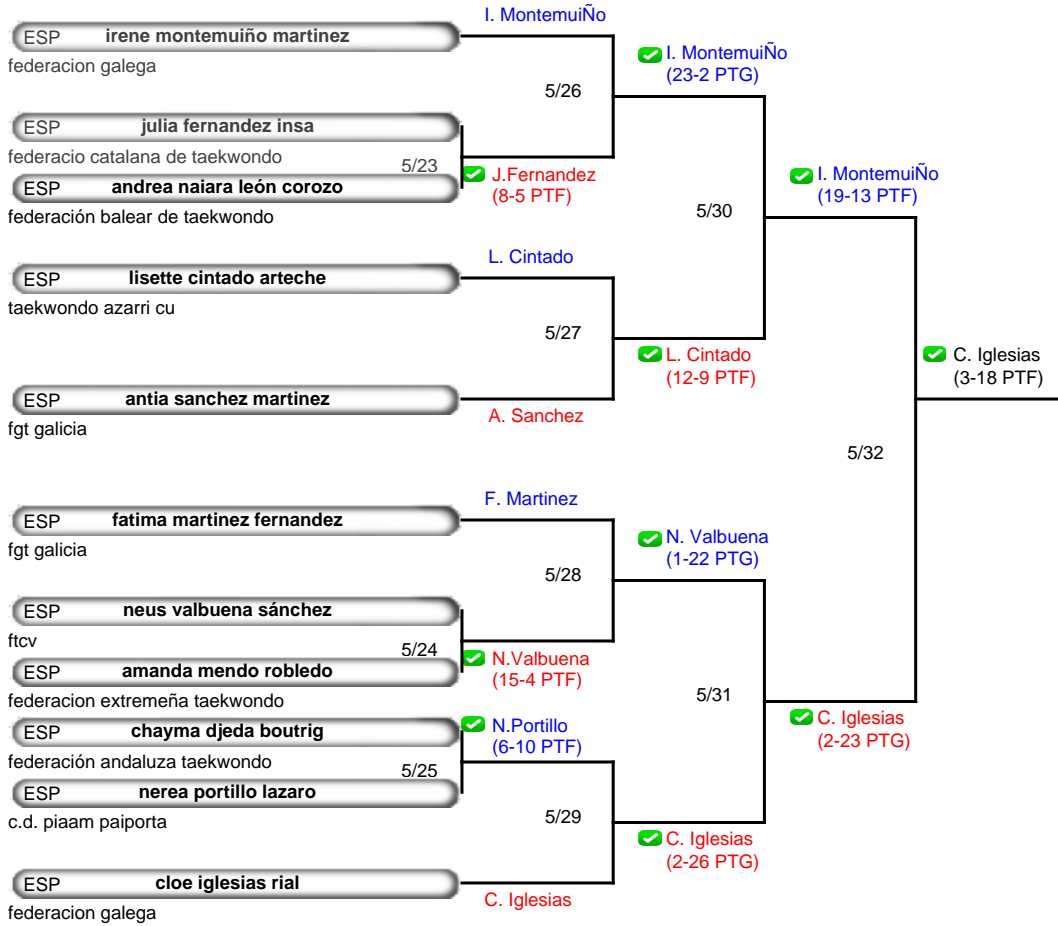 I. MontemuiÑo
ESP irene montemuiño martinez
federacion galega
I. MontemuiÑo
(23-2 PTG)
5/26
ESP julia fernandez insa
federacio catalana de taekwondo
5/23
J.Fernandez
(8-5 PTF)
ESP andrea naiara león corozo
federación balear de taekwondo
I. MontemuiÑo
(19-13 PTF)
5/30
L. Cintado
ESP lisette cintado arteche
taekwondo azarri cu
5/27
L. Cintado
(12-9 PTF)
C. Iglesias
(3-18 PTF)
ESP antia sanchez martinez
A. Sanchez
fgt galicia
5/32
F. Martinez
ESP fatima martinez fernandez
fgt galicia
N. Valbuena
(1-22 PTG)
5/28
ESP neus valbuena sánchez
ftcv
5/24
N.Valbuena
(15-4 PTF)
ESP amanda mendo robledo
federacion extremeña taekwondo
5/31
C. Iglesias
(2-23 PTG)
ESP chayma djeda boutrig
N.Portillo
(6-10 PTF)
federación andaluza taekwondo
5/25
ESP nerea portillo lazaro
c.d. piaam paiporta
5/29
C. Iglesias
(2-26 PTG)
ESP cloe iglesias rial
C. Iglesias
federacion galega